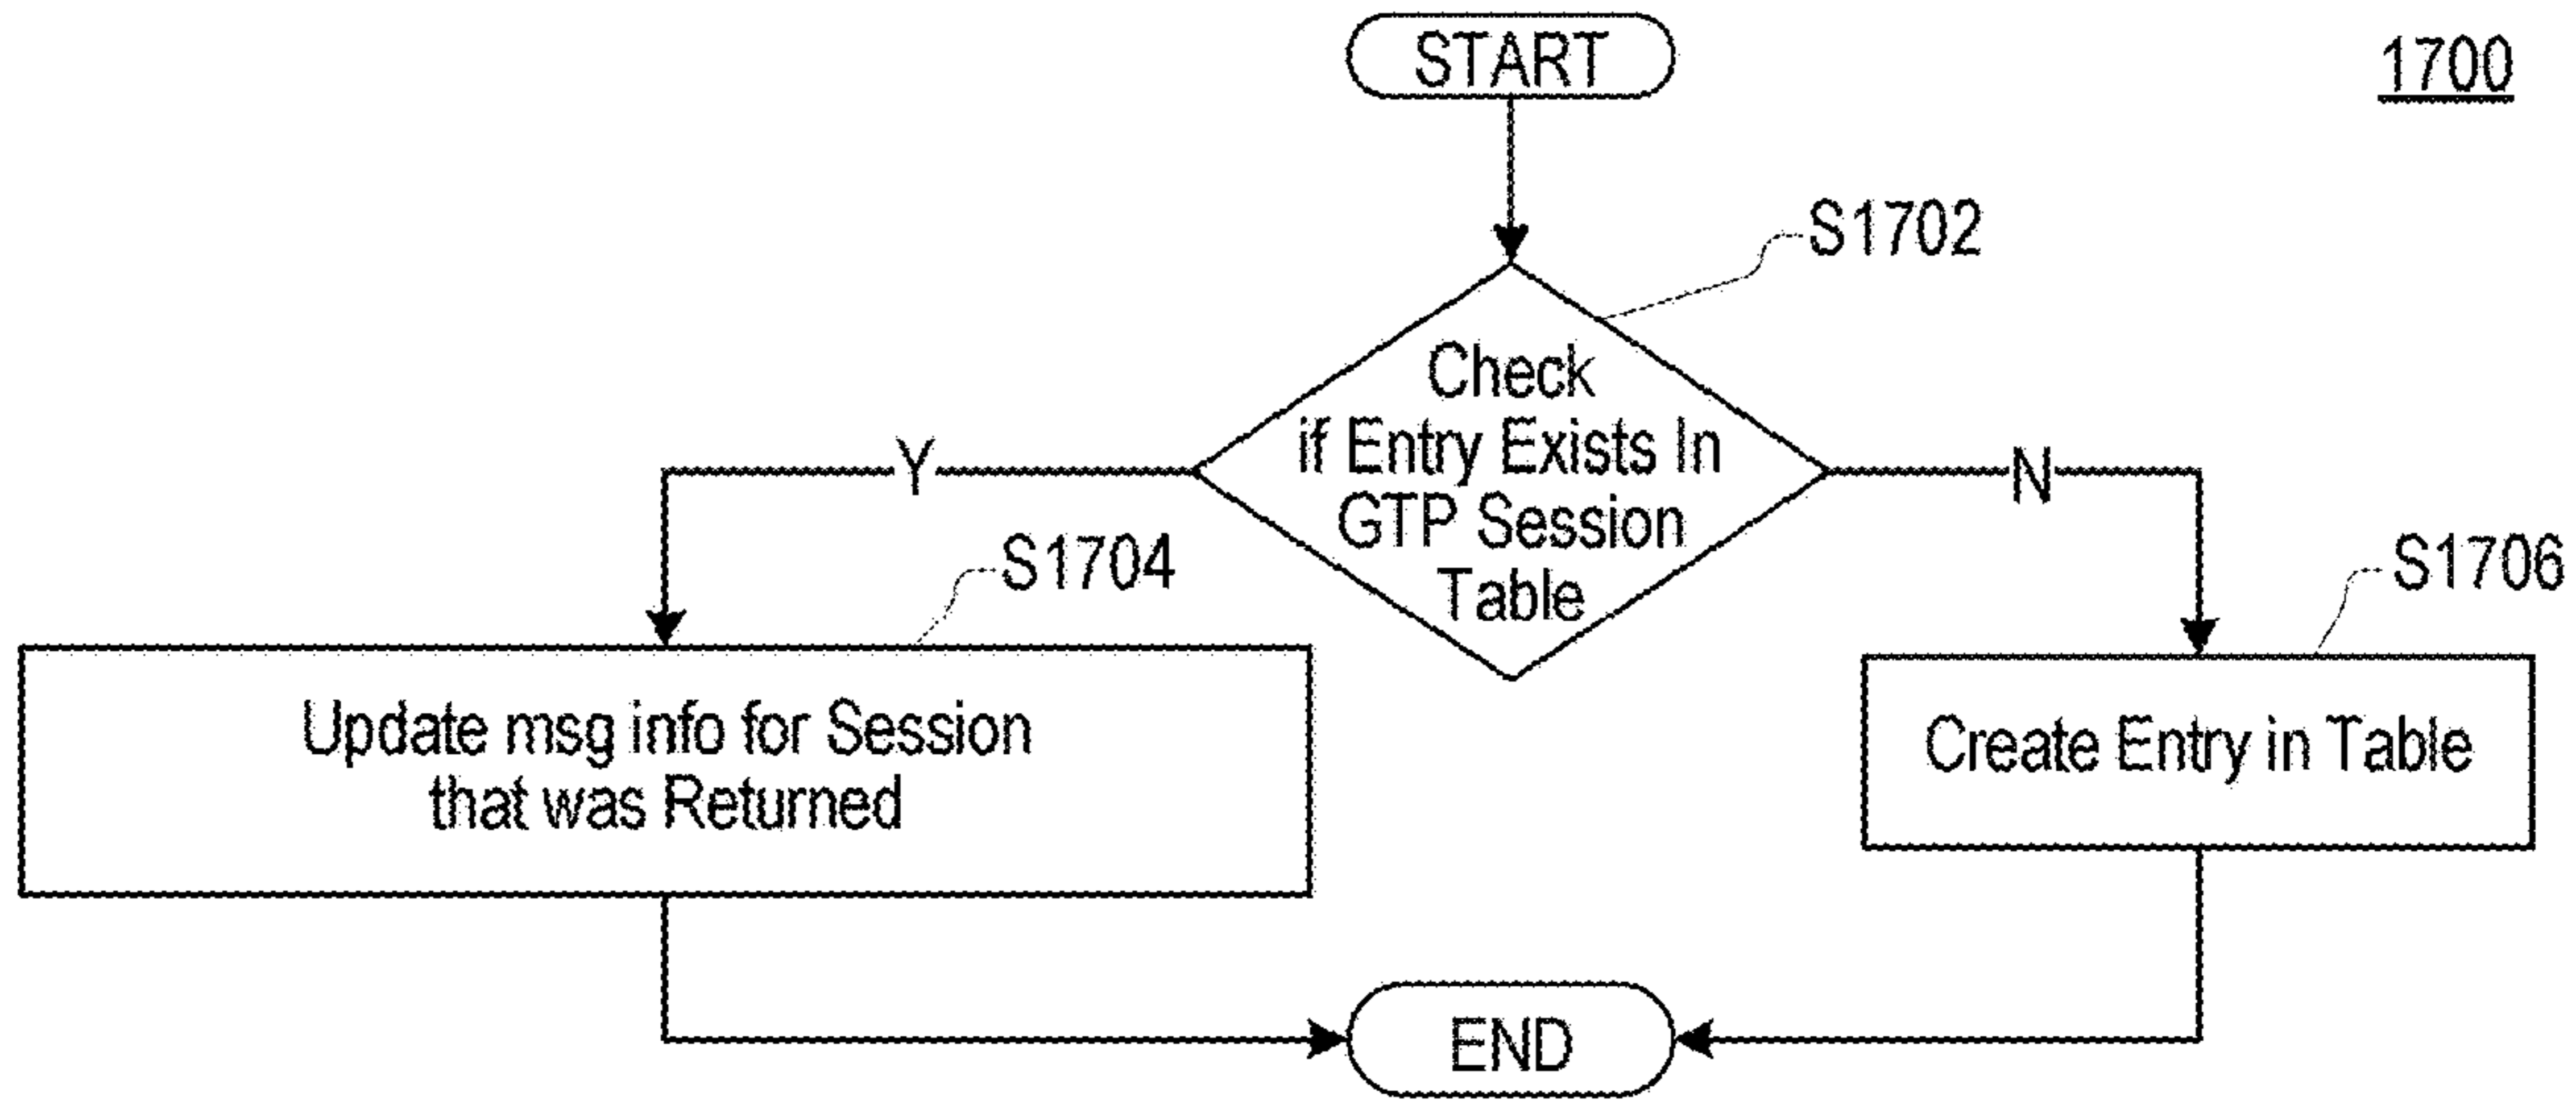 START
1700
S1702
Check
if Entry Exists In
GTP Session
Table
Y
N
S1704
S1706
Update msg info for Session
that was Returned
Create Entry in Table
END